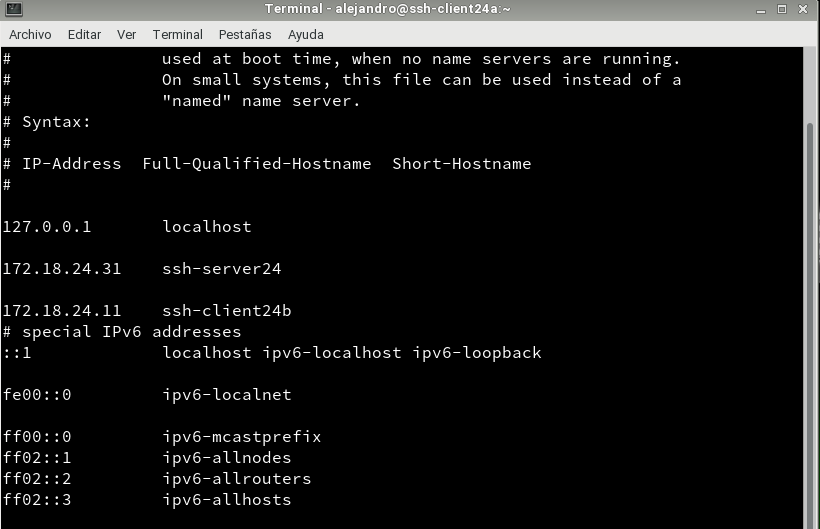 Terminal - alejandro@ssh-client24a:~
Archivo Editar Ver Terminal Pestañas Ayuda
# used at boot time, when no name servers are running.
# On small systems, this file can be used instead of a
# "named" name server.
# Syntax:
#
# IP-Address Full-Qualified-Hostname Short-Hostname
#
127.0.0.1 localhost
172.18.24.31 ssh-server24
172.18.24.11 ssh-client24b
# special IPv6 addresses
::1 localhost ipv6-localhost ipv6-loopback
fe00::0 ipv6-localnet
ff00::0 ipv6-mcastprefix
ff02::1 ipv6-allnodes
ff02::2 ipv6-allrouters
ff02::3 ipv6-allhosts